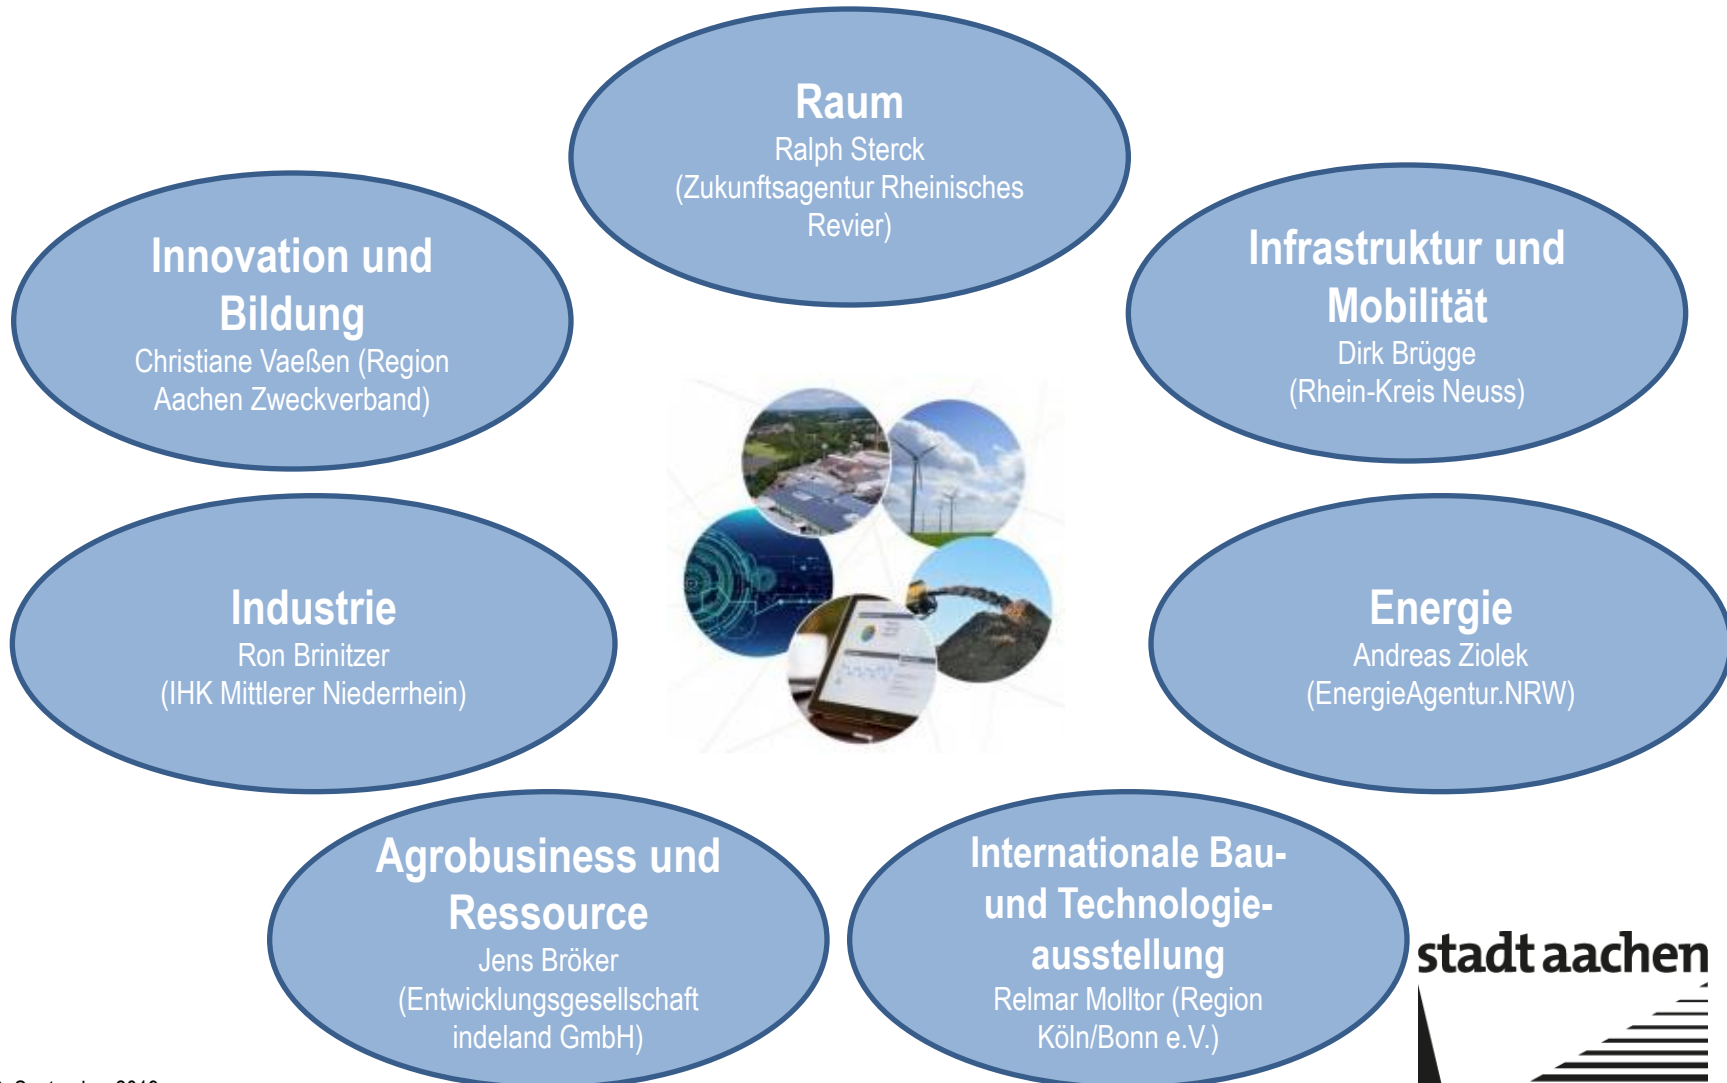 Raum
Ralph Sterck
(Zukunftsagentur Rheinisches
Revier)
Innovation und
Bildung
Christiane Vaeßen (Region
Aachen Zweckverband)
Infrastruktur und
Mobilität
Dirk Brügge
(Rhein-Kreis Neuss)
Industrie
Ron Brinitzer
(IHK Mittlerer Niederrhein)
Energie
Andreas Ziolek
(EnergieAgentur.NRW)
Agrobusiness und
Ressource
Jens Bröker
(Entwicklungsgesellschaft
indeland GmbH)
Internationale Bau-
und Technologie-
ausstellung
Relmar Molltor (Region
Köln/Bonn e.V.)
stadt aachen